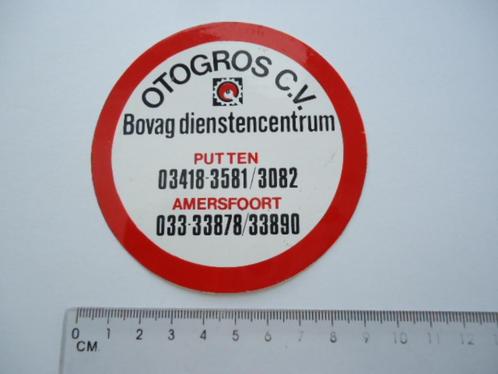 OTOGROS C.V.
Bovag dienstencentrum
PUTTEN
03418-3581/3082
AMERSFOORT
033-33878/33890
0 1 2 3 4 5 6 7 8 9 10 11 12
CM.